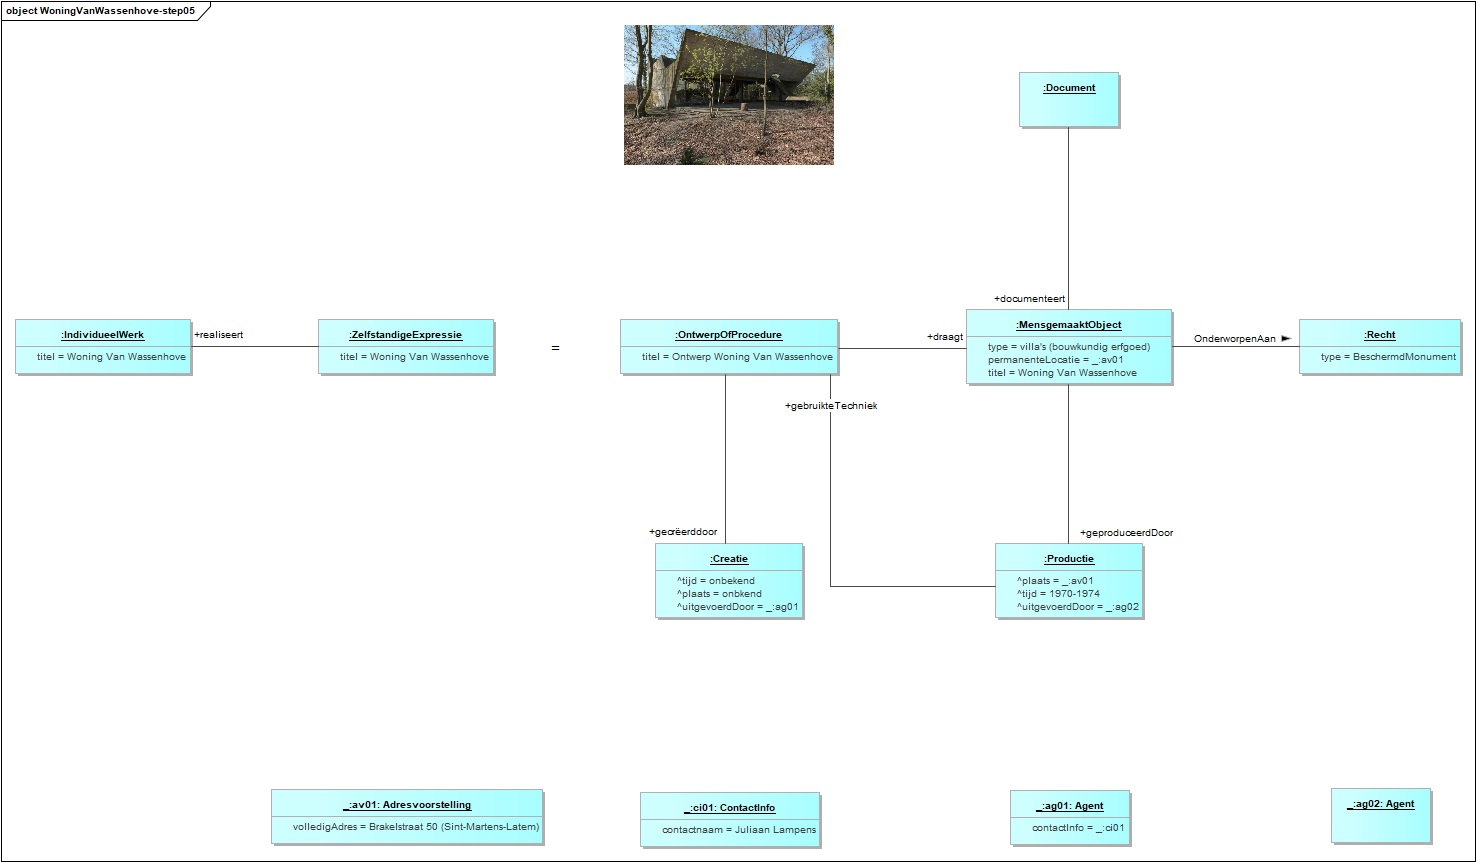 object WoningVanWassenhove-step05
:Document
+documenteert
:IndividueelWerk
titel = Woning Van Wassenhove
+realiseert
:ZelfstandigeExpressie
titel = Woning Van Wassenhove
=
:OntwerpOfProcedure
titel = Ontwerp Woning Van Wassenhove
+draagt
:MensgemaaktObject
type = villa's (bouwkundig erfgoed)
permanenteLocatie = _:av01
titel = Woning Van Wassenhove
OnderworpenAan
:Recht
type = BeschermdMonument
+gebruikteTechniek
+gecrëerddoor
:Creatie
^tijd = onbekend
^plaats = onbkend
^uitgevoerdDoor = _:ag01
+geproduceerdDoor
:Productie
^plaats = _:av01
^tijd = 1970-1974
^uitgevoerdDoor = _:ag02
_:av01: Adresvoorstelling
volledigAdres = Brakelstraat 50 (Sint-Martens-Latem)
_:ci01: ContactInfo
contactnaam = Juliaan Lampens
_:ag01: Agent
contactInfo = _:ci01
_:ag02: Agent